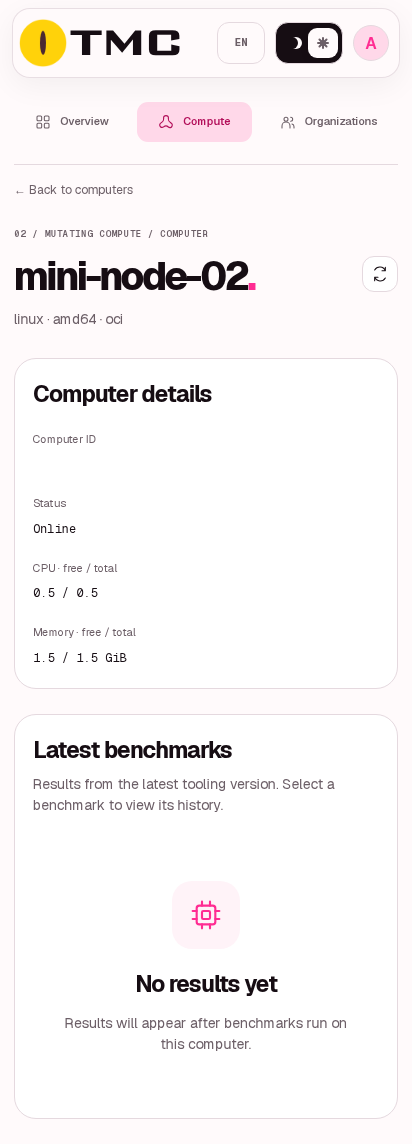 TMC
EN
A
Overview
Compute
Organizations
← Back to computers
02 / MUTATING COMPUTE / COMPUTER
mini-node-02.
linux · amd64 · oci
Computer details
Computer ID
Status
Online
CPU · free / total
0.5 / 0.5
Memory · free / total
1.5 / 1.5 GiB
Latest benchmarks
Results from the latest tooling version. Select a
benchmark to view its history.
No results yet
Results will appear after benchmarks run on
this computer.